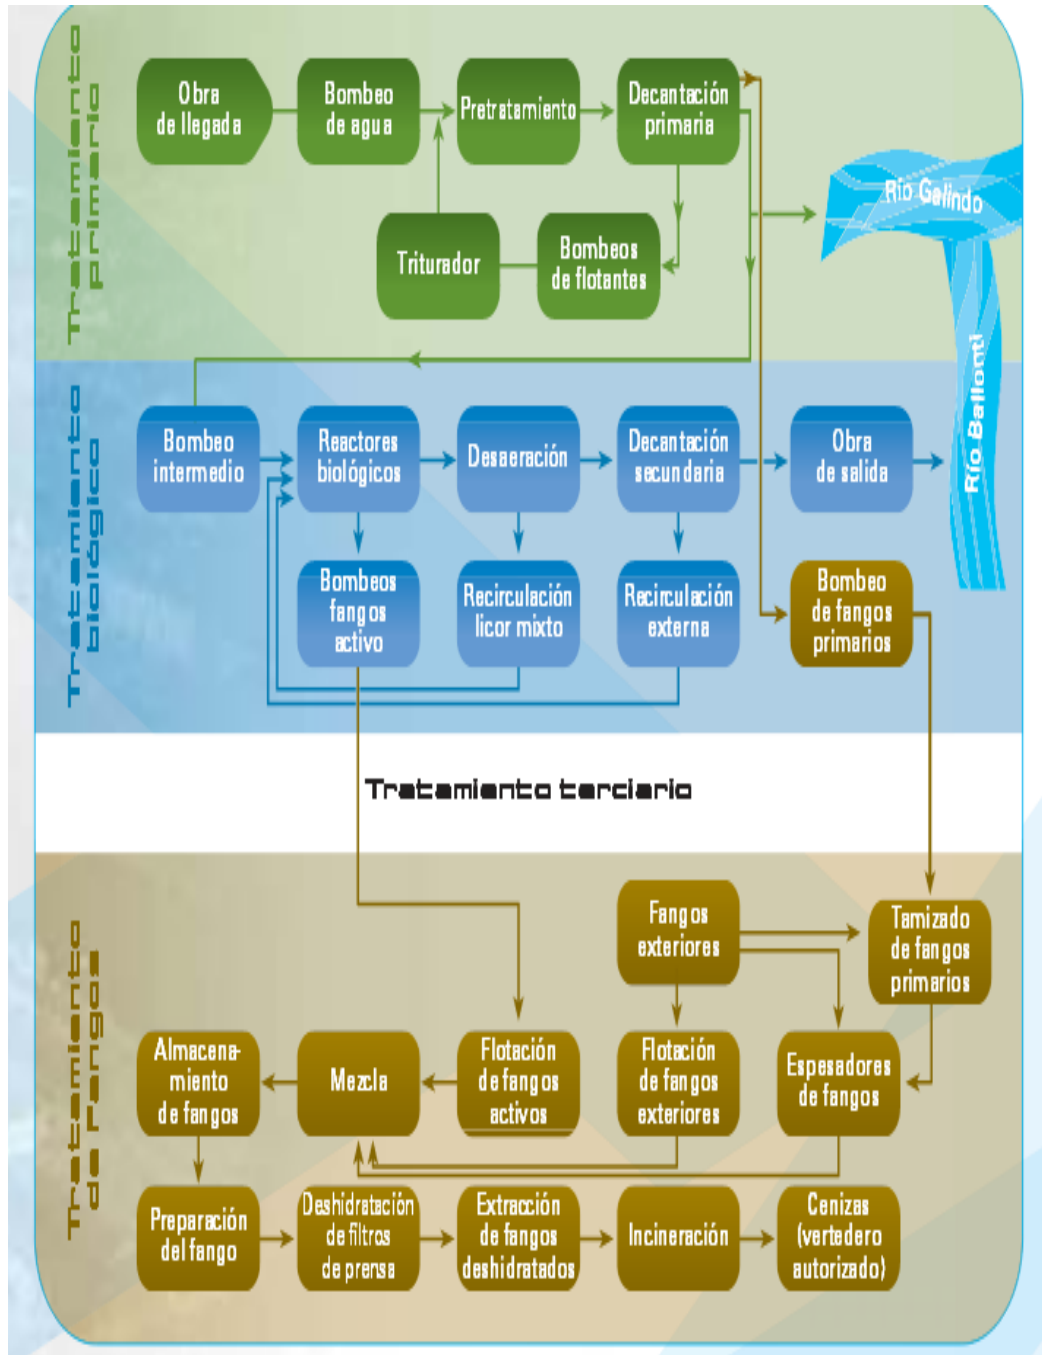 Tratamiento
primario
Obra
de llegada
Bombeo
de agua
Pretratamiento
Decantación
primaria
Triturador
Bombeos
de flotantes
Río Galindo
Río Ballonti
Tratamiento
biológico
Bombeo
intermedio
Reactores
biológicos
Desaeración
Decantación
secundaria
Obra
de salida
Bombeos
fangos
activo
Recirculación
licor mixto
Recirculación
externa
Bombeo
de fangos
primarios
Tratamiento terciario
Tratamiento
de Fangos
Fangos
exteriores
Tamizado
de fangos
primarios
Almacena-
miento
de fangos
Mezcla
Flotación
de fangos
activos
Flotación
de fangos
exteriores
Espesadores
de fangos
Preparación
del fango
Deshidratación
de filtros
de prensa
Extracción
de fangos
deshidratados
Incineración
Cenizas
(vertedero
autorizado)